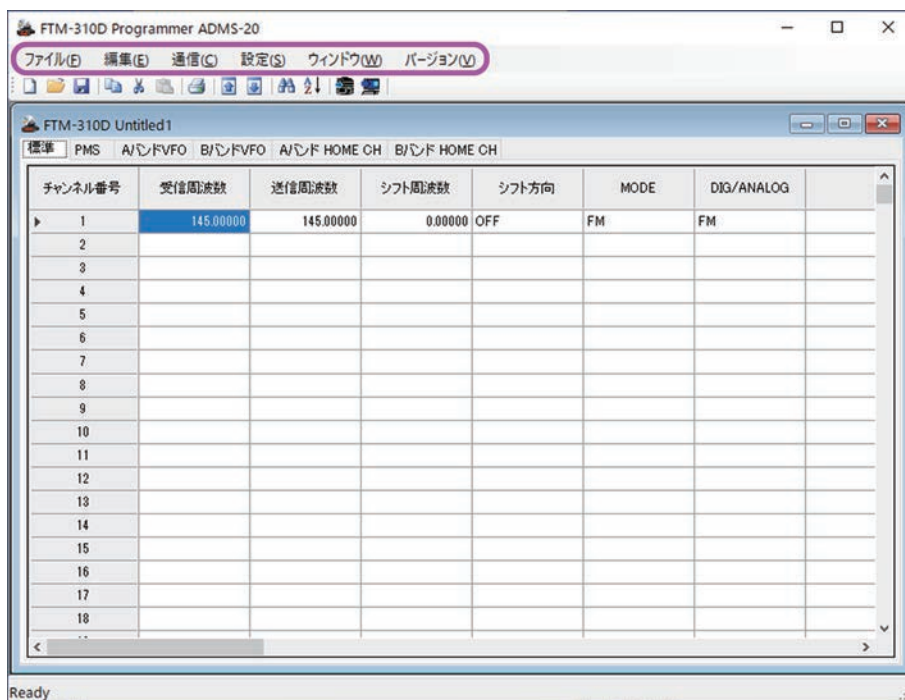 FTM-310D Programmer ADMS-20
ファイル(F) 編集(E) 通信(C) 設定(S) ウィンドウ(W) バージョン(V)
FTM-310D Untitled1
標準 PMS AバンドVFO BバンドVFO Aバンド HOME CH Bバンド HOME CH
チャンネル番号 受信周波数 送信周波数 シフト周波数 シフト方向 MODE DIG/ANALOG
1 145.00000 145.00000 0.00000 OFF FM FM
2
3
4
5
6
7
8
9
10
11
12
13
14
15
16
17
18
Ready